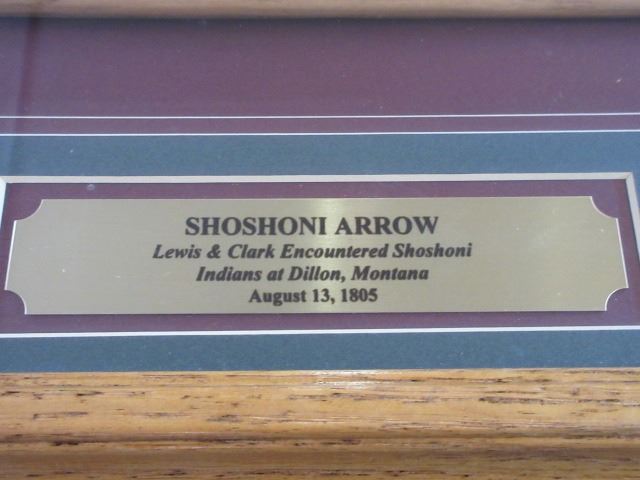 SHOSHONI ARROW
Lewis & Clark Encountered Shoshoni
Indians at Dillon, Montana
August 13, 1805